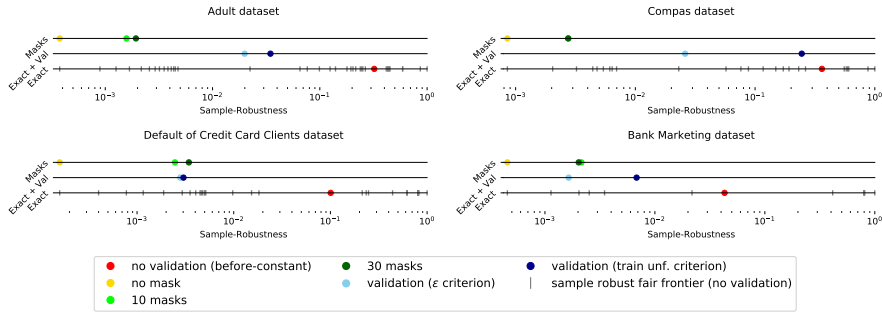 Adult dataset
Masks
Exact + Val
Exact
10⁻³ 10⁻² 10⁻¹ 10⁰
Sample-Robustness
Compas dataset
Masks
Exact + Val
Exact
10⁻³ 10⁻² 10⁻¹ 10⁰
Sample-Robustness
Default of Credit Card Clients dataset
Masks
Exact + Val
Exact
10⁻³ 10⁻² 10⁻¹ 10⁰
Sample-Robustness
Bank Marketing dataset
Masks
Exact + Val
Exact
10⁻³ 10⁻² 10⁻¹ 10⁰
Sample-Robustness
no validation (before-constant)
no mask
10 masks
30 masks
validation (ε criterion)
validation (train unf. criterion)
sample robust fair frontier (no validation)